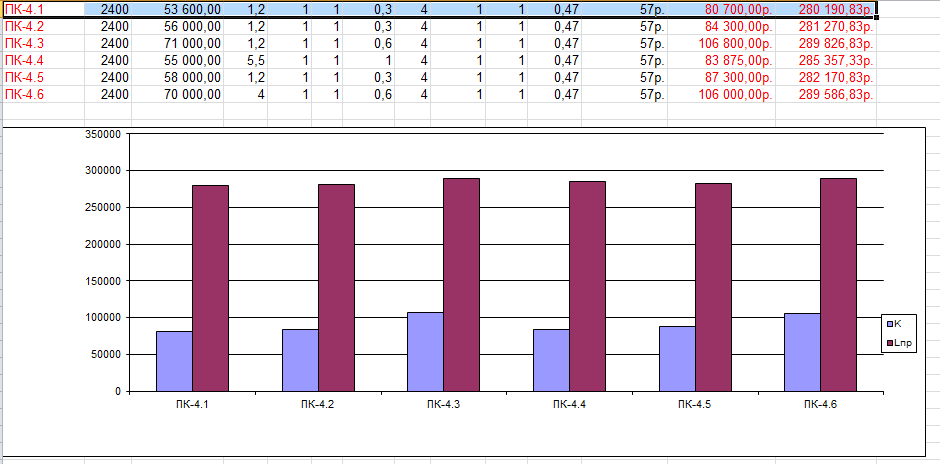 ПК-4.1 2400 53 600,00 1,2 1 1 0,3 4 1 1 0,47 57р. 80 700,00р. 280 190,83р.
ПК-4.2 2400 56 000,00 1,2 1 1 0,3 4 1 1 0,47 57р. 84 300,00р. 281 270,83р.
ПК-4.3 2400 71 000,00 1,2 1 1 0,6 4 1 1 0,47 57р. 106 800,00р. 289 826,83р.
ПК-4.4 2400 55 000,00 5,5 1 1 1 4 1 1 0,47 57р. 83 875,00р. 285 357,33р.
ПК-4.5 2400 58 000,00 1,2 1 1 0,3 4 1 1 0,47 57р. 87 300,00р. 282 170,83р.
ПК-4.6 2400 70 000,00 4 1 1 0,6 4 1 1 0,47 57р. 106 000,00р. 289 586,83р.
350000
300000
250000
200000
150000
100000
50000
0
ПК-4.1 ПК-4.2 ПК-4.3 ПК-4.4 ПК-4.5 ПК-4.6
К
Lпр